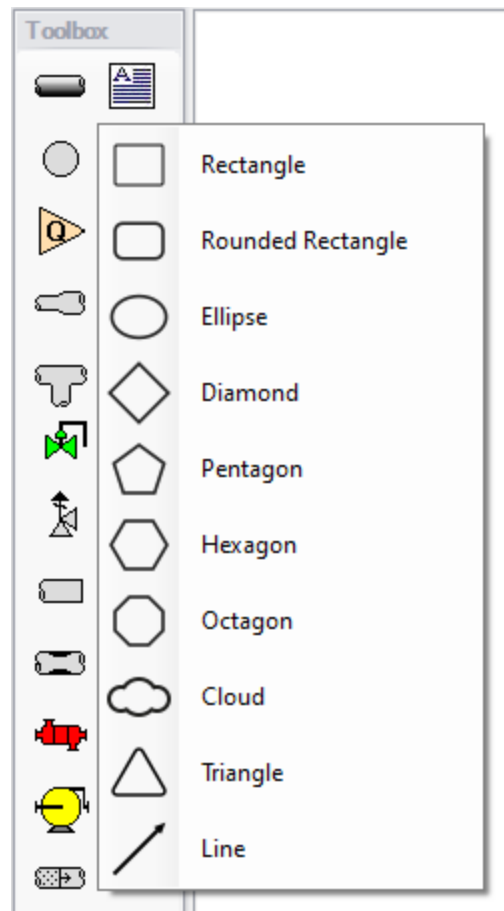 Toolbox
A
Q
Rectangle
Rounded Rectangle
Ellipse
Diamond
Pentagon
Hexagon
Octagon
Cloud
Triangle
Line